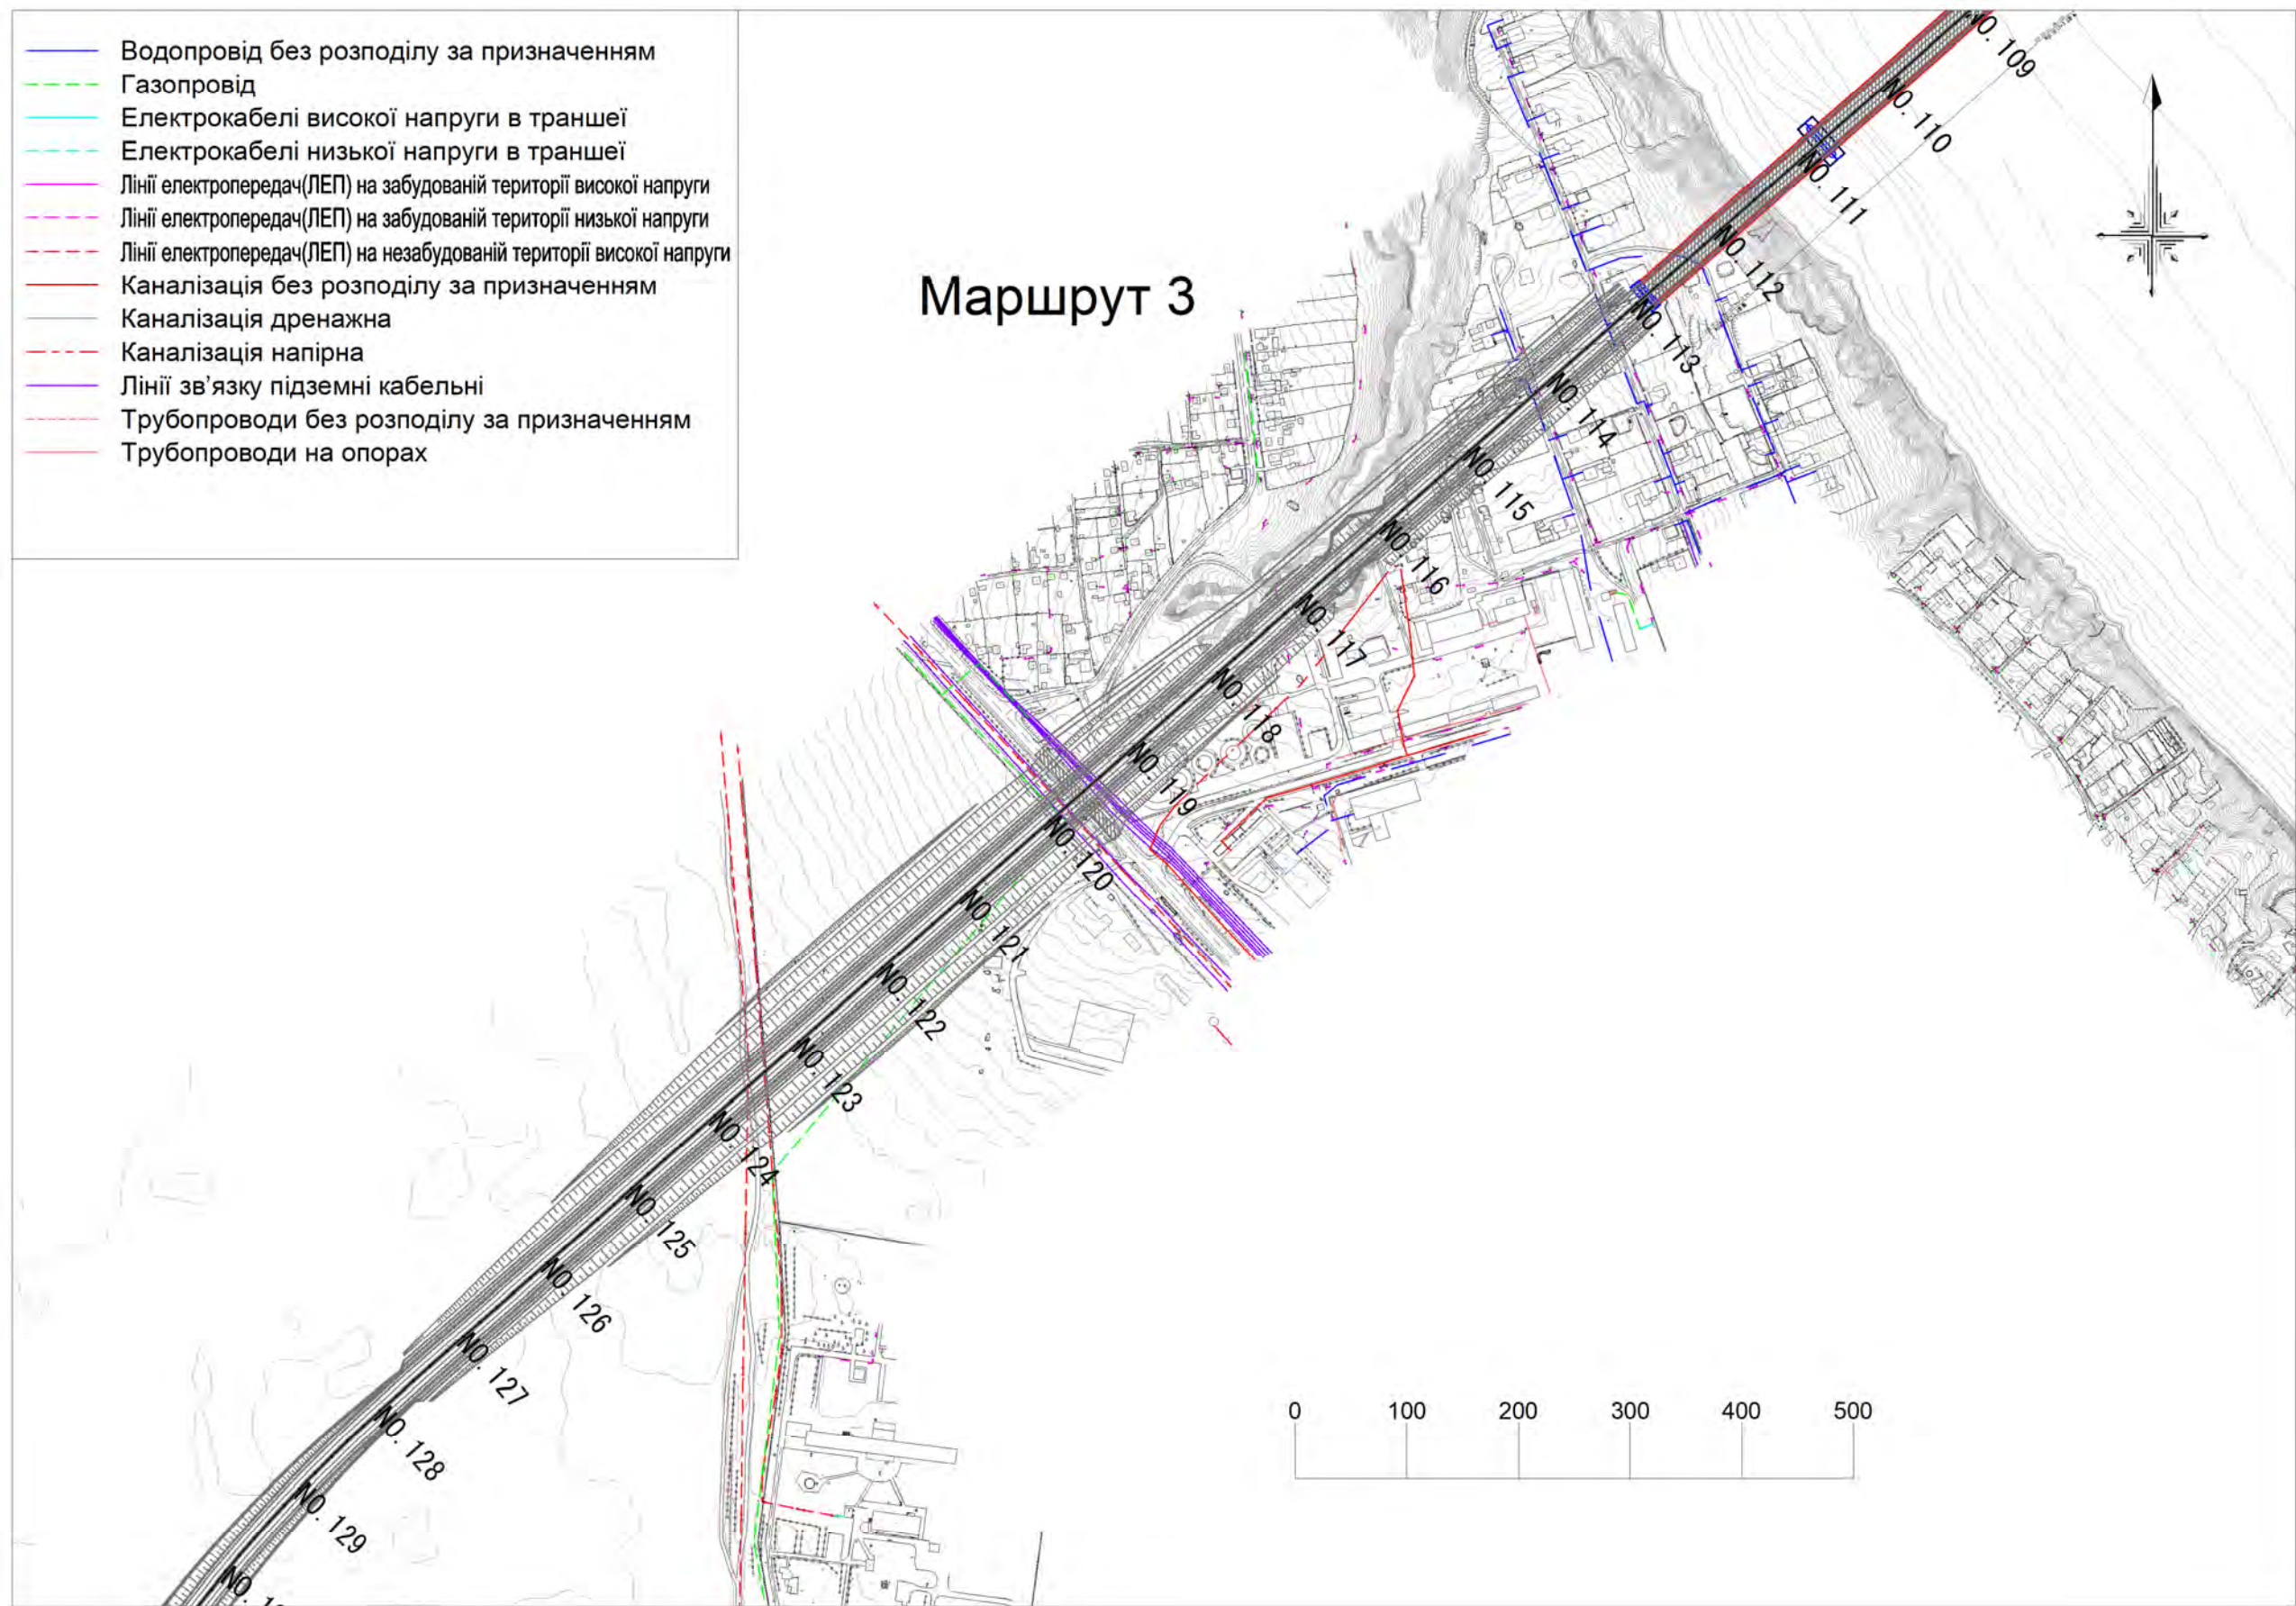 Водопровід без розподілу за призначенням
Газопровід
Електрокабелі високої напруги в траншеї
Електрокабелі низької напруги в траншеї
Лінії електропередач(ЛЕП) на забудованій території високої напруги
Лінії електропередач(ЛЕП) на забудованій території низької напруги
Лінії електропередач(ЛЕП) на незабудованій території високої напруги
Каналізація без розподілу за призначенням
Каналізація дренажна
Каналізація напірна
Лінії зв'язку підземні кабельні
Трубопроводи без розподілу за призначенням
Трубопроводи на опорах
Маршрут 3
NO. 109
NO. 110
NO. 111
NO. 112
NO. 113
NO. 114
NO. 115
NO. 116
NO. 117
NO. 118
NO. 119
NO. 120
NO. 121
NO. 122
NO. 123
NO. 124
NO. 125
NO. 126
NO. 127
NO. 128
NO. 129
NO.
0 100 200 300 400 500